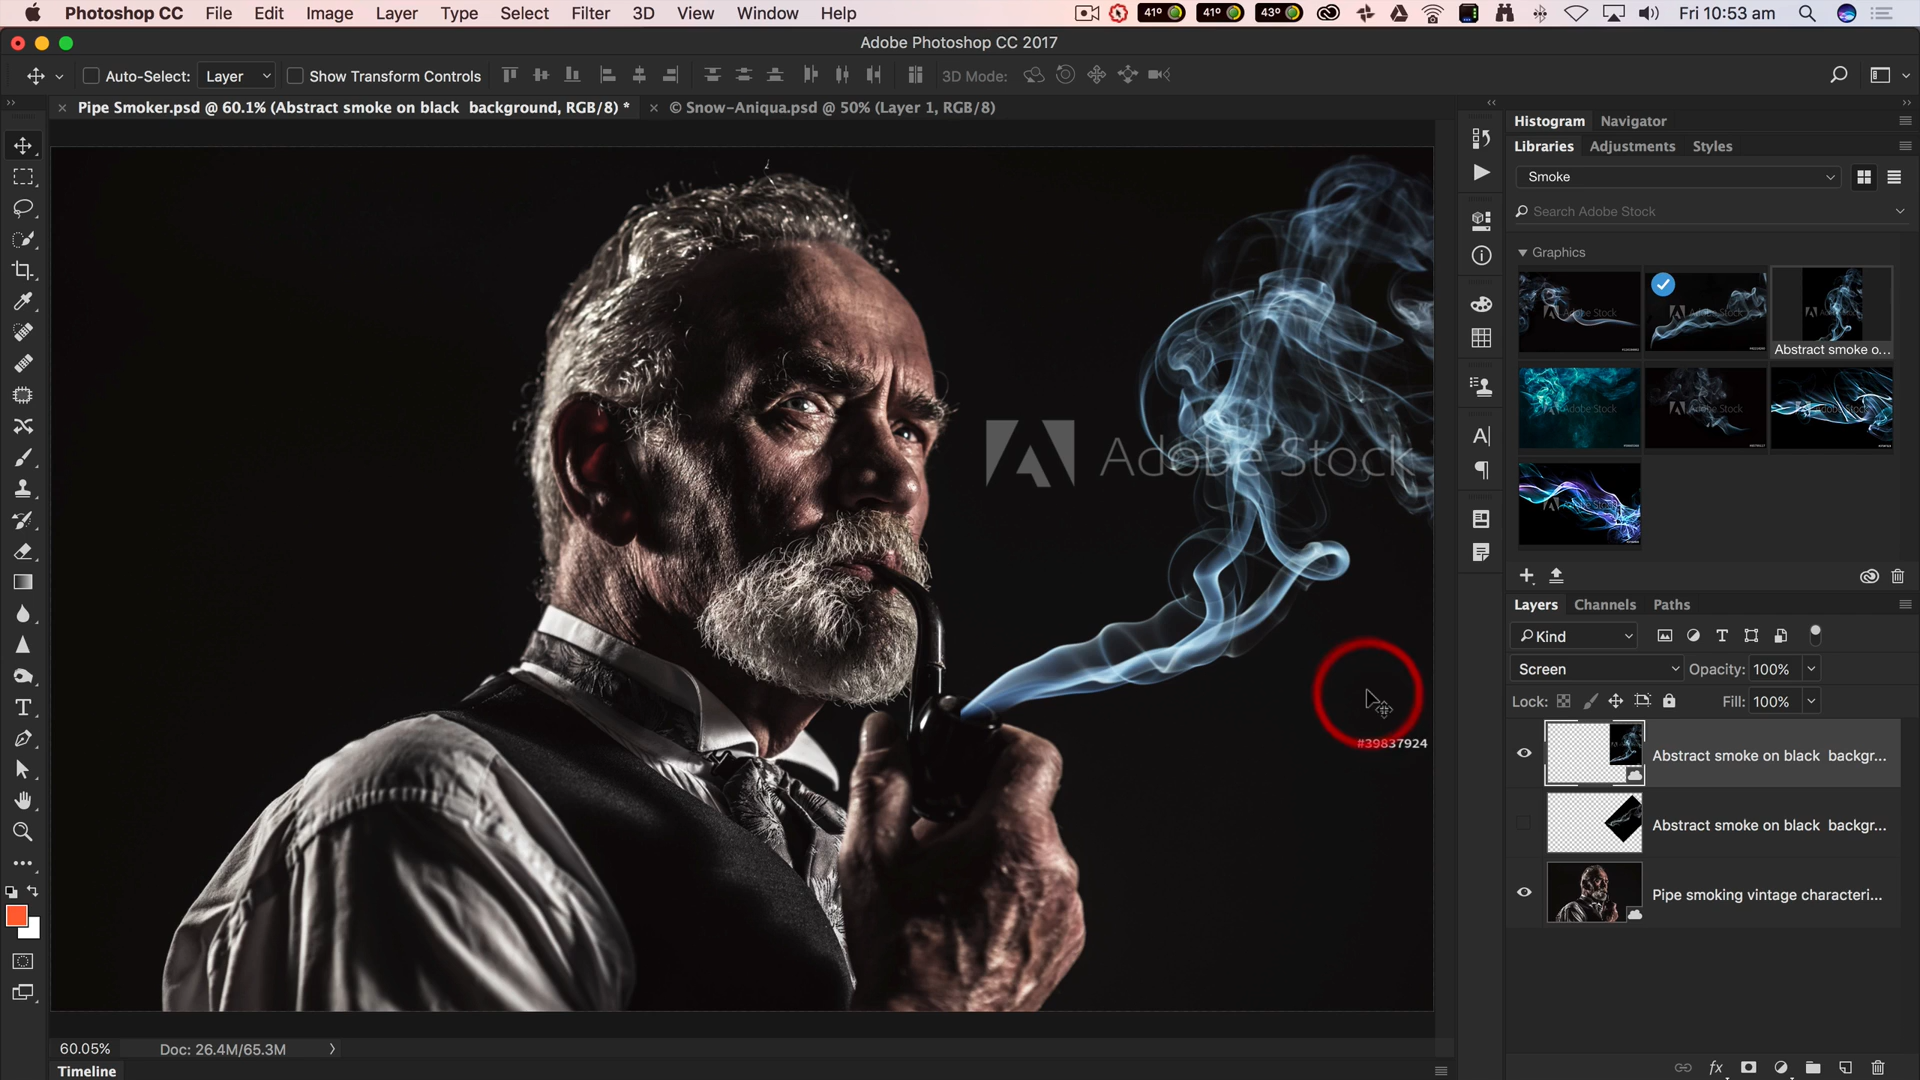 Photoshop CC File Edit Image Layer Type Select Filter 3D View Window Help
41° 41° 43° Fri 10:53 am
Adobe Photoshop CC 2017
Auto-Select: Layer Show Transform Controls 3D Mode:
Pipe Smoker.psd @ 60.1% (Abstract smoke on black background, RGB/8) *
© Snow-Aniqua.psd @ 50% (Layer 1, RGB/8)
Histogram Navigator
Libraries Adjustments Styles
Smoke
Search Adobe Stock
Graphics
Adobe Stock
Adobe Stock
Abstract smoke o...
Adobe Stock
#39837924
Layers Channels Paths
Kind
Screen Opacity: 100%
Lock: Fill: 100%
Abstract smoke on black backgr...
Abstract smoke on black backgr...
Pipe smoking vintage characteri...
fx
60.05% Doc: 26.4M/65.3M
Timeline